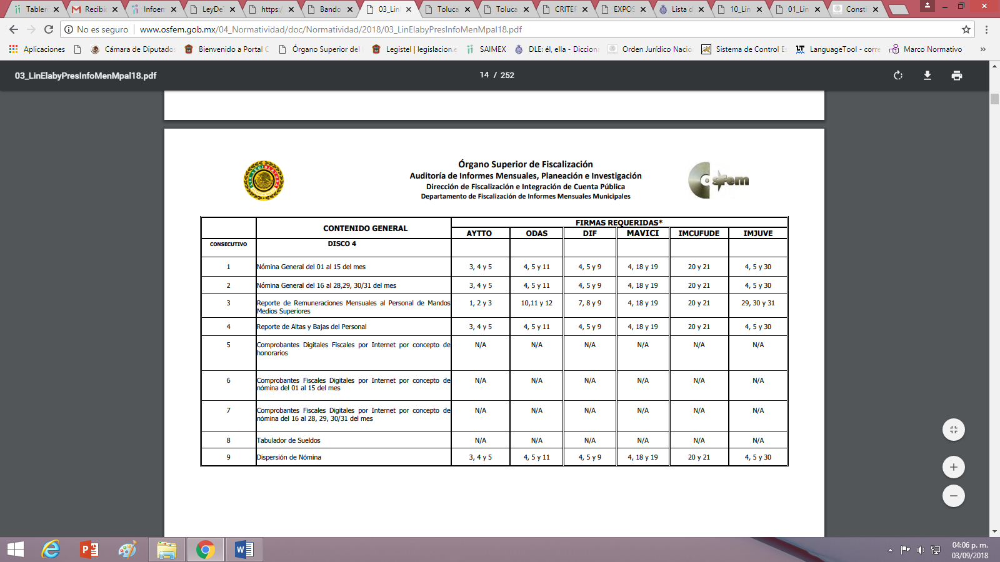 Tablero
Recibio
Infoem
LeyDe
https:/
Bando
03_Lin
Toluca
Toluca
CRITER
EXPOS
Lista d
10_Lin
01_Lin
Consti
No es seguro | www.osfem.gob.mx/04_Normatividad/doc/Normatividad/2018/03_LinElabyPresInfoMenMpal18.pdf
Aplicaciones
Cámara de Diputados
Bienvenido a Portal C
Órgano Superior del
Legistel | legislacion.e
SAIMEX
DLE: él, ella - Diccion
Orden Jurídico Nacio
Sistema de Control E
LanguageTool - corre
Marco Normativo
»
03_LinElabyPresInfoMenMpal18.pdf
14 / 252
Órgano Superior de Fiscalización
Auditoría de Informes Mensuales, Planeación e Investigación
Dirección de Fiscalización e Integración de Cuenta Pública
Departamento de Fiscalización de Informes Mensuales Municipales
osfem
CONTENIDO GENERAL
FIRMAS REQUERIDAS*
AYTTO ODAS DIF MAVICI IMCUFUDE IMJUVE
CONSECUTIVO DISCO 4
1 Nómina General del 01 al 15 del mes 3, 4 y 5 4, 5 y 11 4, 5 y 9 4, 18 y 19 20 y 21 4, 5 y 30
2 Nómina General del 16 al 28,29, 30/31 del mes 3, 4 y 5 4, 5 y 11 4, 5 y 9 4, 18 y 19 20 y 21 4, 5 y 30
3 Reporte de Remuneraciones Mensuales al Personal de Mandos 1, 2 y 3 10,11 y 12 7, 8 y 9 4, 18 y 19 20 y 21 29, 30 y 31
Medios Superiores
4 Reporte de Altas y Bajas del Personal 3, 4 y 5 4, 5 y 11 4, 5 y 9 4, 18 y 19 20 y 21 4, 5 y 30
5 Comprobantes Digitales Fiscales por Internet por concepto de N/A N/A N/A N/A N/A N/A
honorarios
6 Comprobantes Fiscales Digitales por Internet por concepto de N/A N/A N/A N/A N/A N/A
nómina del 01 al 15 del mes
7 Comprobantes Fiscales Digitales por Internet por concepto de N/A N/A N/A N/A N/A N/A
nómina del 16 al 28, 29, 30/31 del mes
8 Tabulador de Sueldos N/A N/A N/A N/A N/A N/A
9 Dispersión de Nómina 3, 4 y 5 4, 5 y 11 4, 5 y 9 4, 18 y 19 20 y 21 4, 5 y 30
04:06 p. m.
03/09/2018